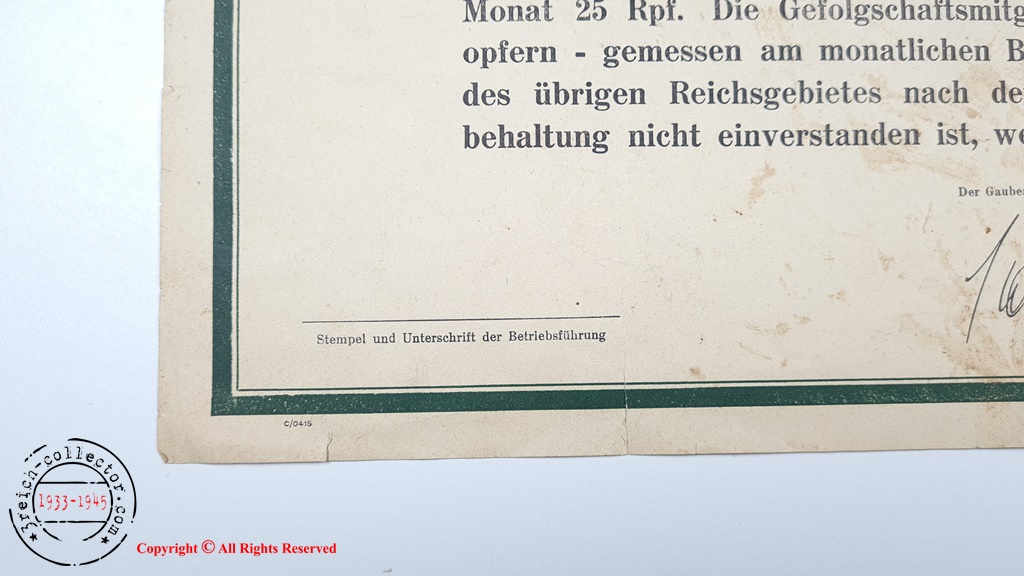 Monat 25 Rpf. Die Gefolgschaftsmitg
opfern - gemessen am monatlichen B
des übrigen Reichsgebietes nach de
behaltung nicht einverstanden ist, we
Der Gaube
Stempel und Unterschrift der Betriebsführung
C/0415
3reich-collector.com
1933-1945
Copyright © All Rights Reserved